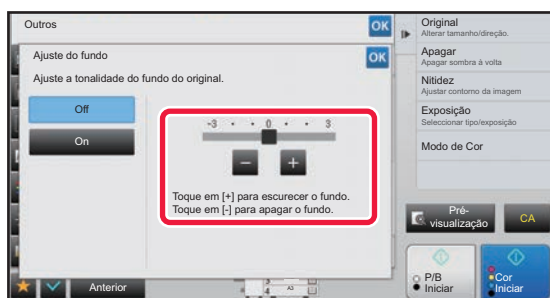 Outros
OK
Ajuste do fundo
OK
Ajuste a tonalidade do fundo do original.
Off
On
-3 0 3
Toque em [+] para escurecer o fundo.
Toque em [-] para apagar o fundo.
Anterior
4 A3
Original
Alterar tamanho/direção.
Apagar
Apagar sombra à volta
Nitidez
Ajustar contorno da imagem
Exposição
Seleccionar tipo/exposição
Modo de Cor
Pré-
visualização
CA
P/B
Iniciar
Cor
Iniciar